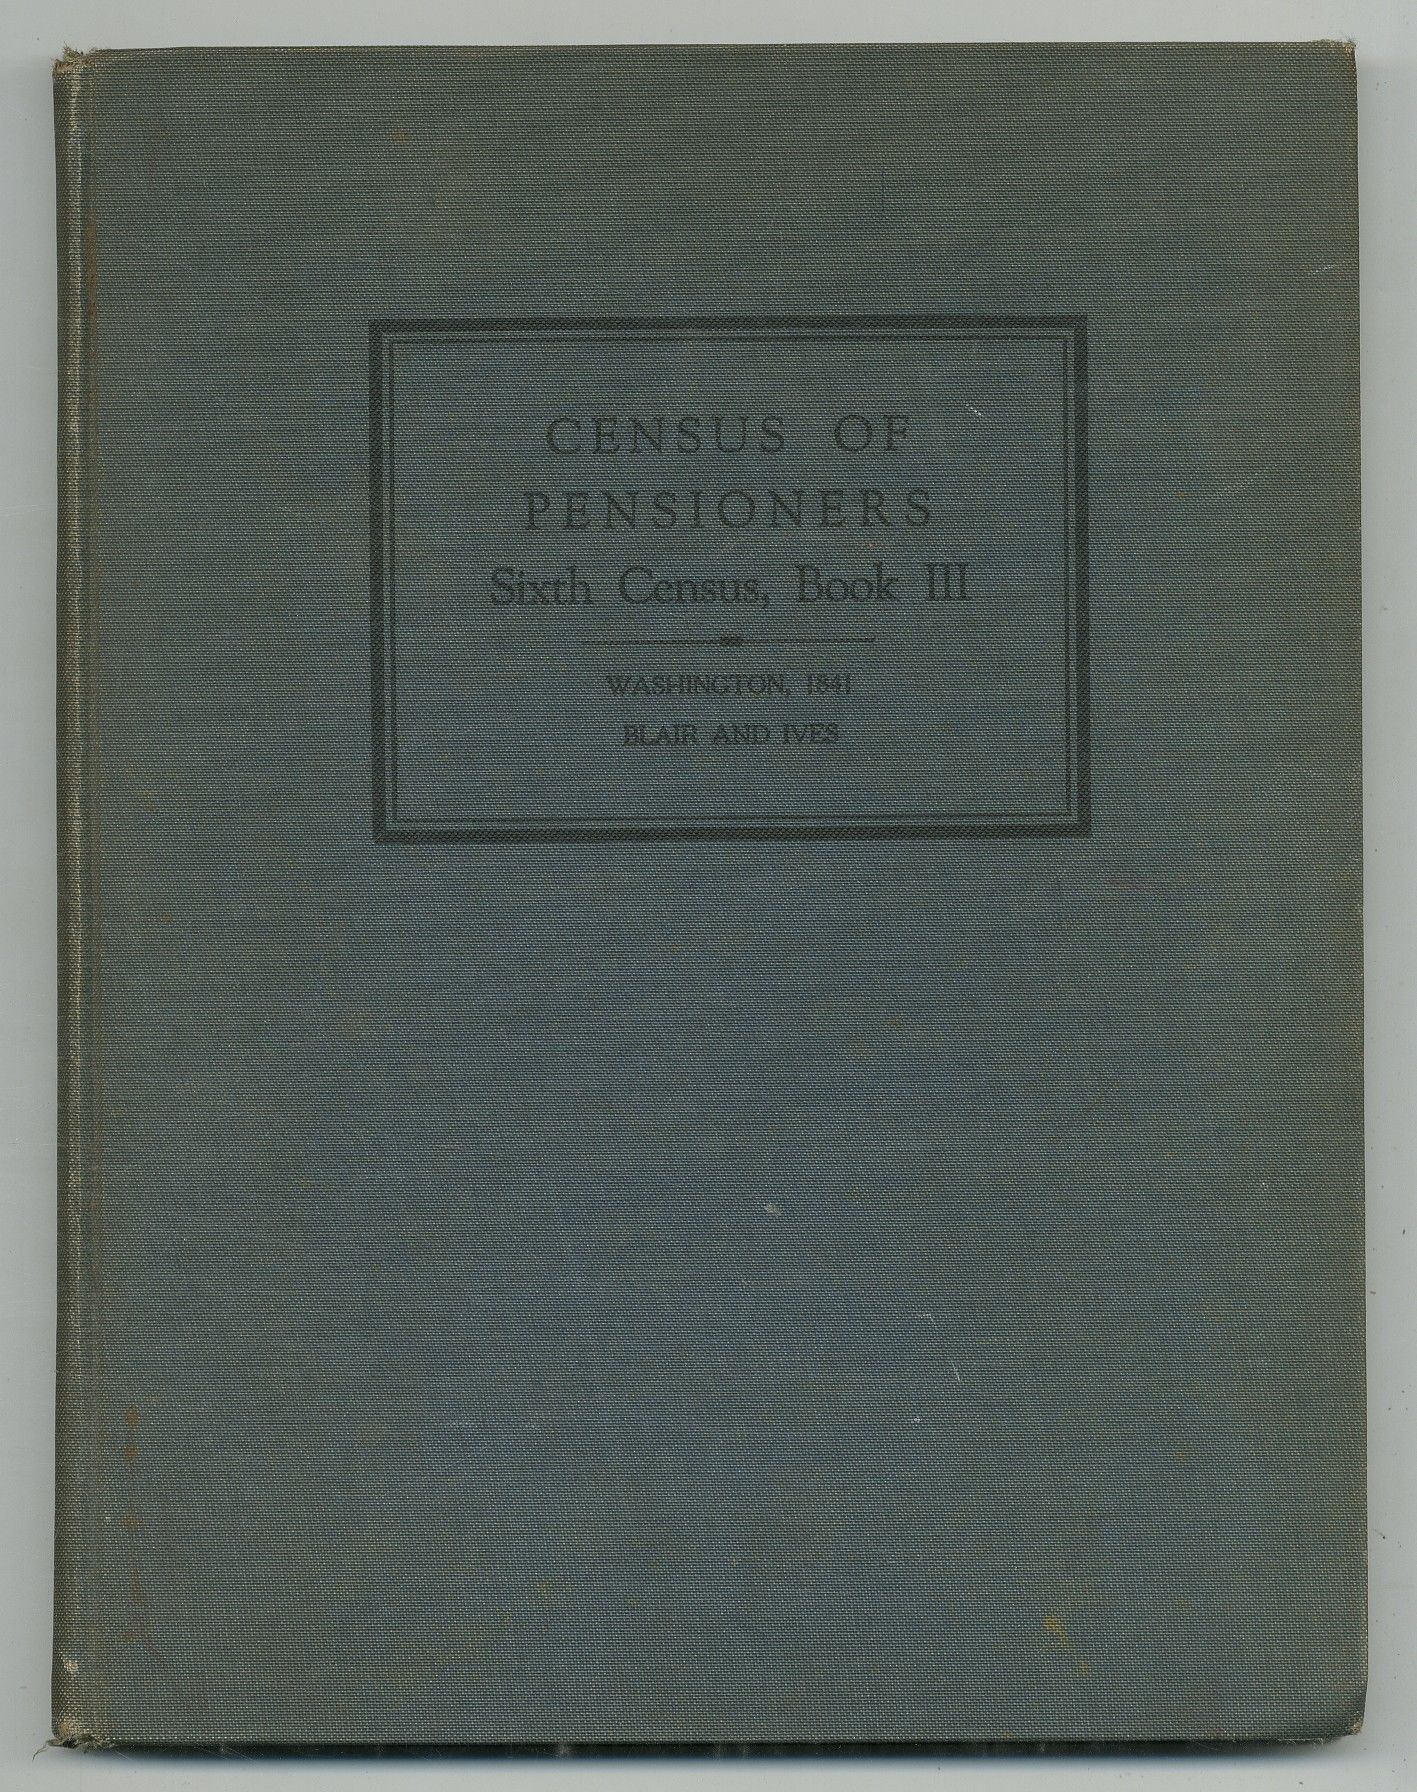 CENSUS OF
PENSIONERS
Sixth Census, Book III
WASHINGTON, 1841
BLAIR AND IVES